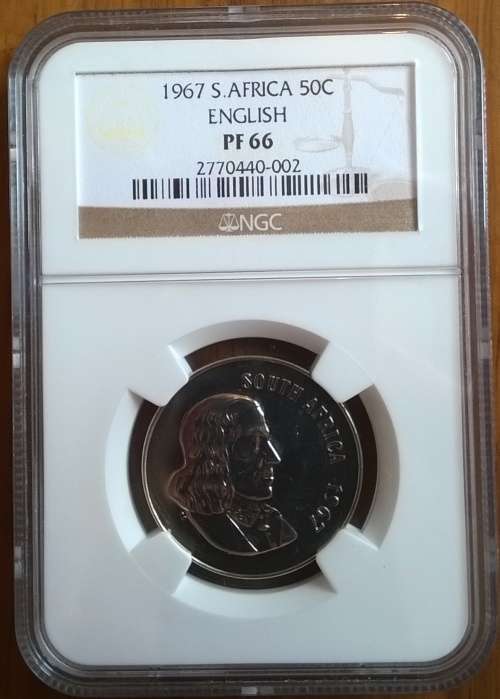 1967 S.AFRICA 50C
ENGLISH
PF 66
2770440-002
NGC
SOUTH AFRICA 1967